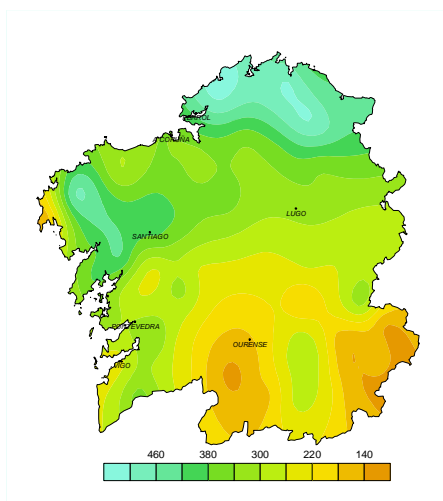 FERROL
CORUÑA
LUGO
SANTIAGO
PONTEVEDRA
OURENSE
VIGO
460 380 300 220 140